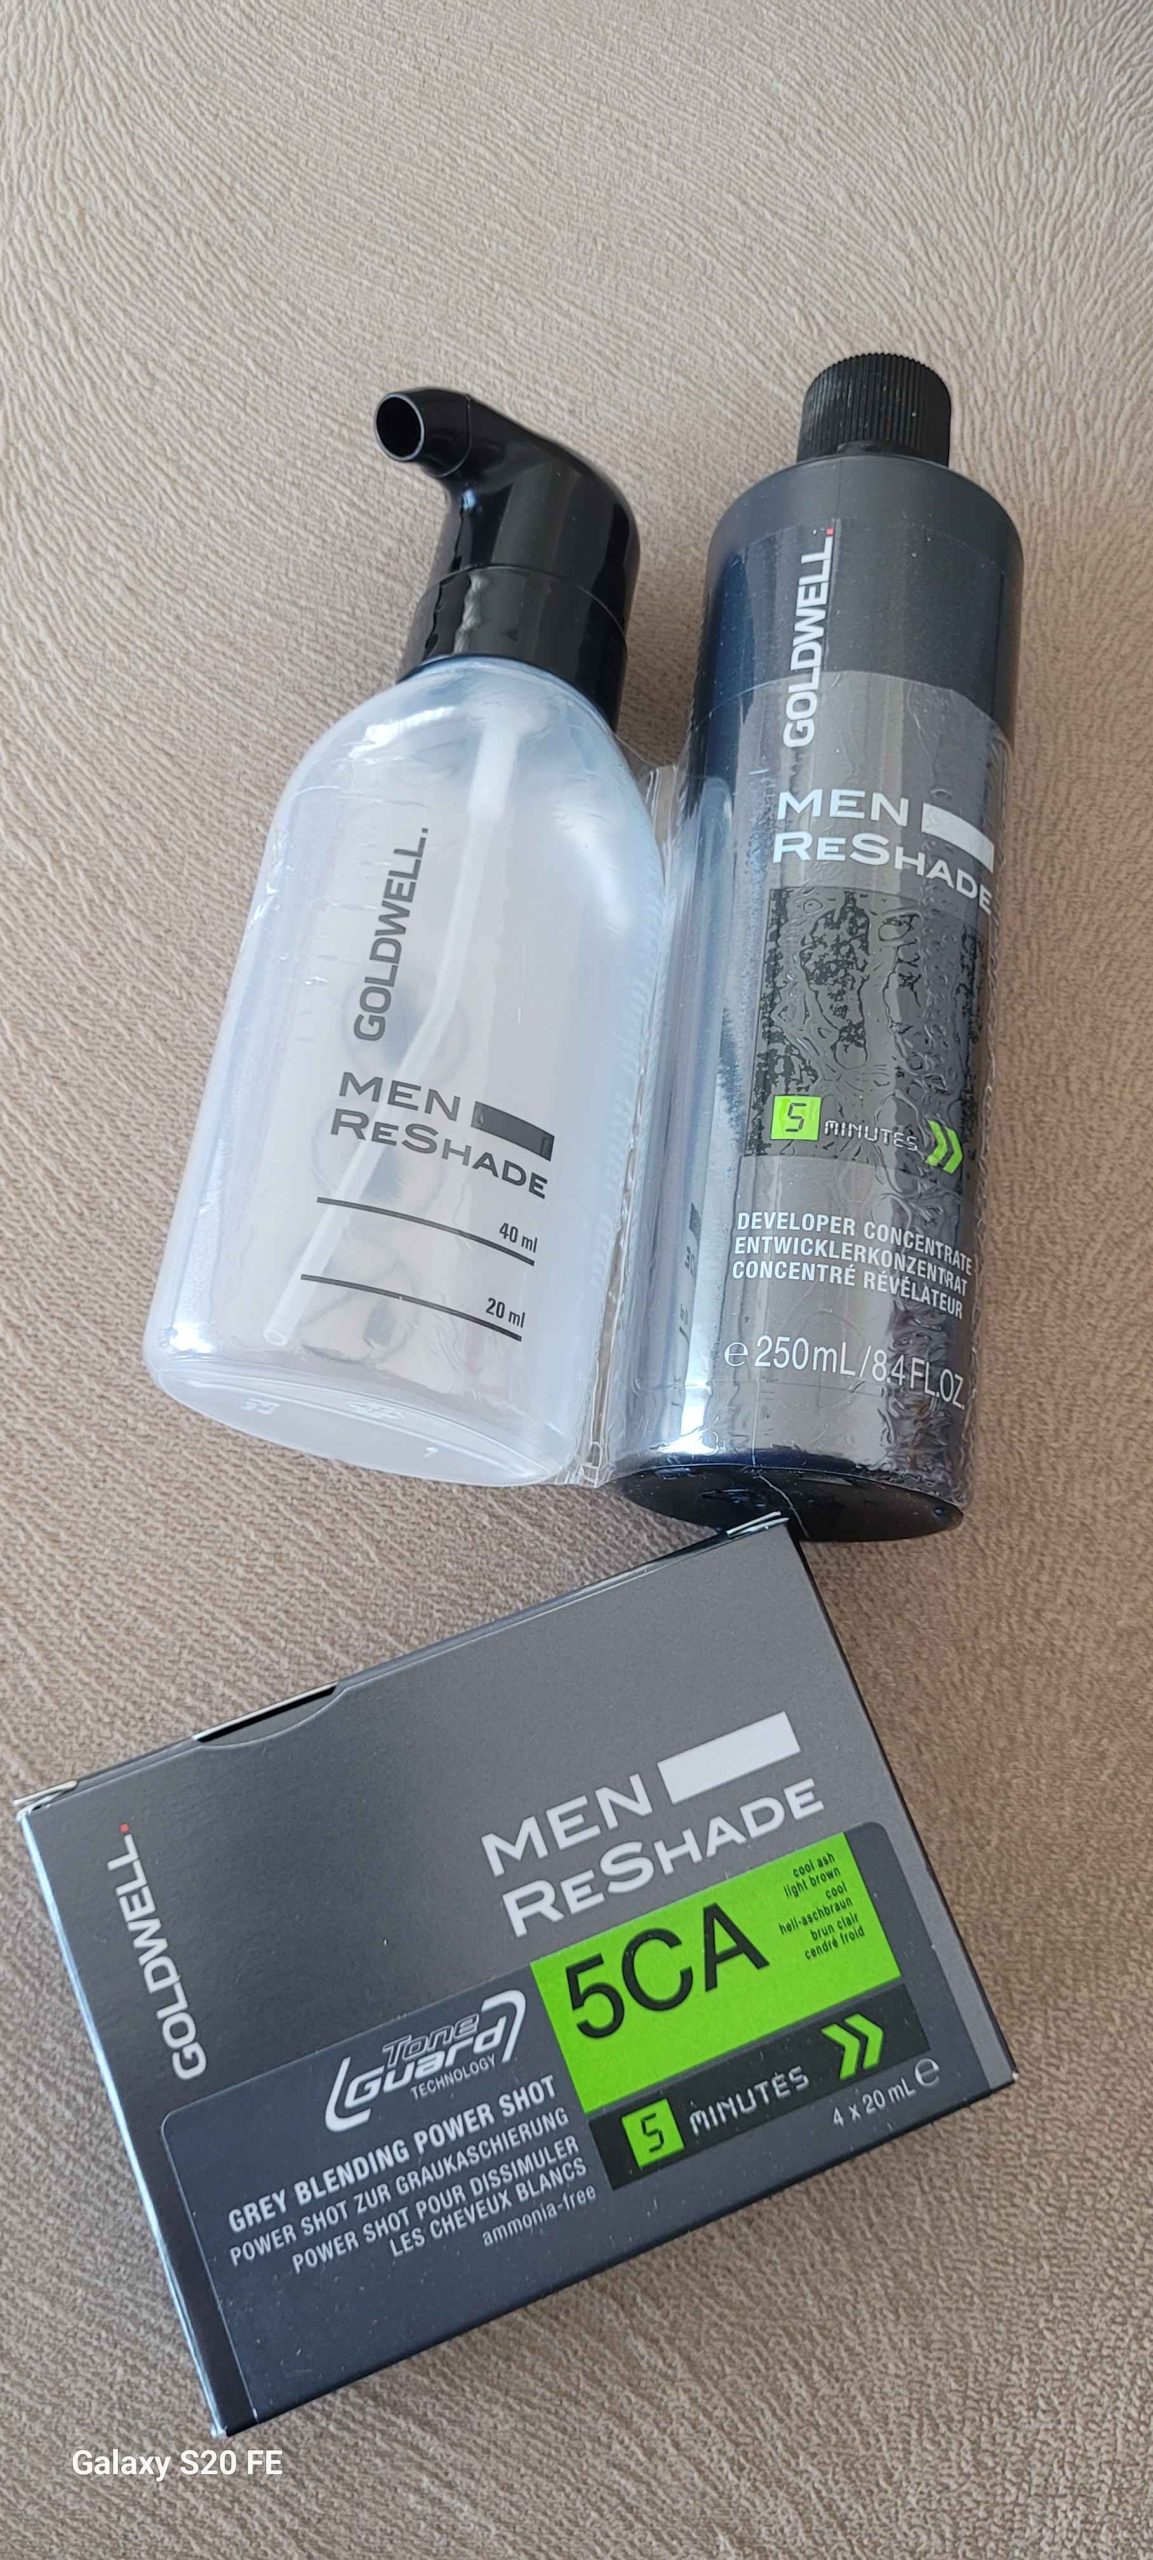 GOLDWELL.
MEN
RESHADE
40 ml
20 ml
GOLDWELL.
MEN
RESHADE
5 MINUTES
DEVELOPER CONCENTRATE
ENTWICKLERKONZENTRAT
CONCENTRÉ RÉVÉLATEUR
e 250mL/8.4FL.OZ.
GOLDWELL.
MEN
RESHADE
5CA
cool ash
light brown
cool
hell-aschbraun
brun clair
cendré froid
5 MINUTES
4 x 20 mL e
Tone
Guard
TECHNOLOGY
GREY BLENDING POWER SHOT
POWER SHOT ZUR GRAUKASCHIERUNG
POWER SHOT POUR DISSIMULER
LES CHEVEUX BLANCS
ammonia-free
Galaxy S20 FE